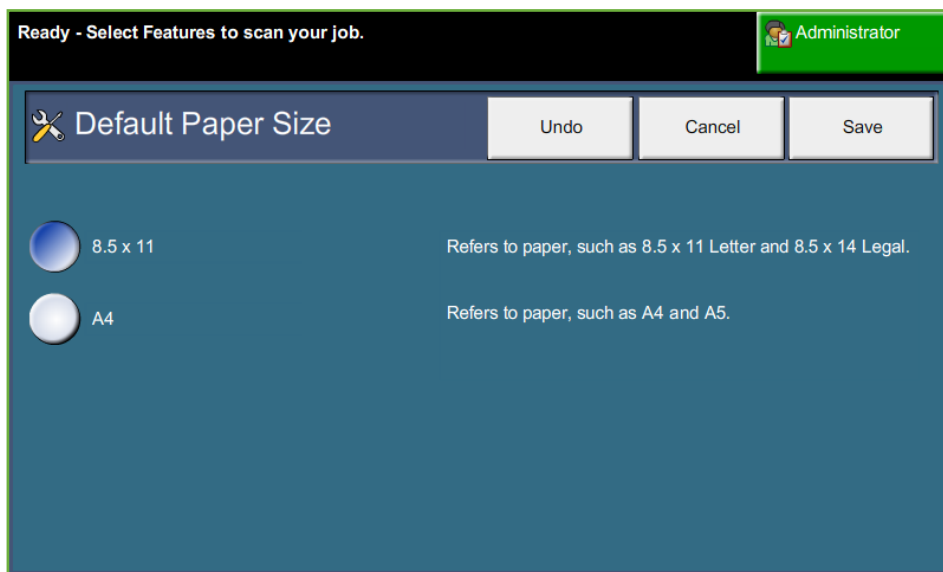 Ready - Select Features to scan your job.
Administrator
Default Paper Size
Undo
Cancel
Save
8.5 x 11
Refers to paper, such as 8.5 x 11 Letter and 8.5 x 14 Legal.
A4
Refers to paper, such as A4 and A5.